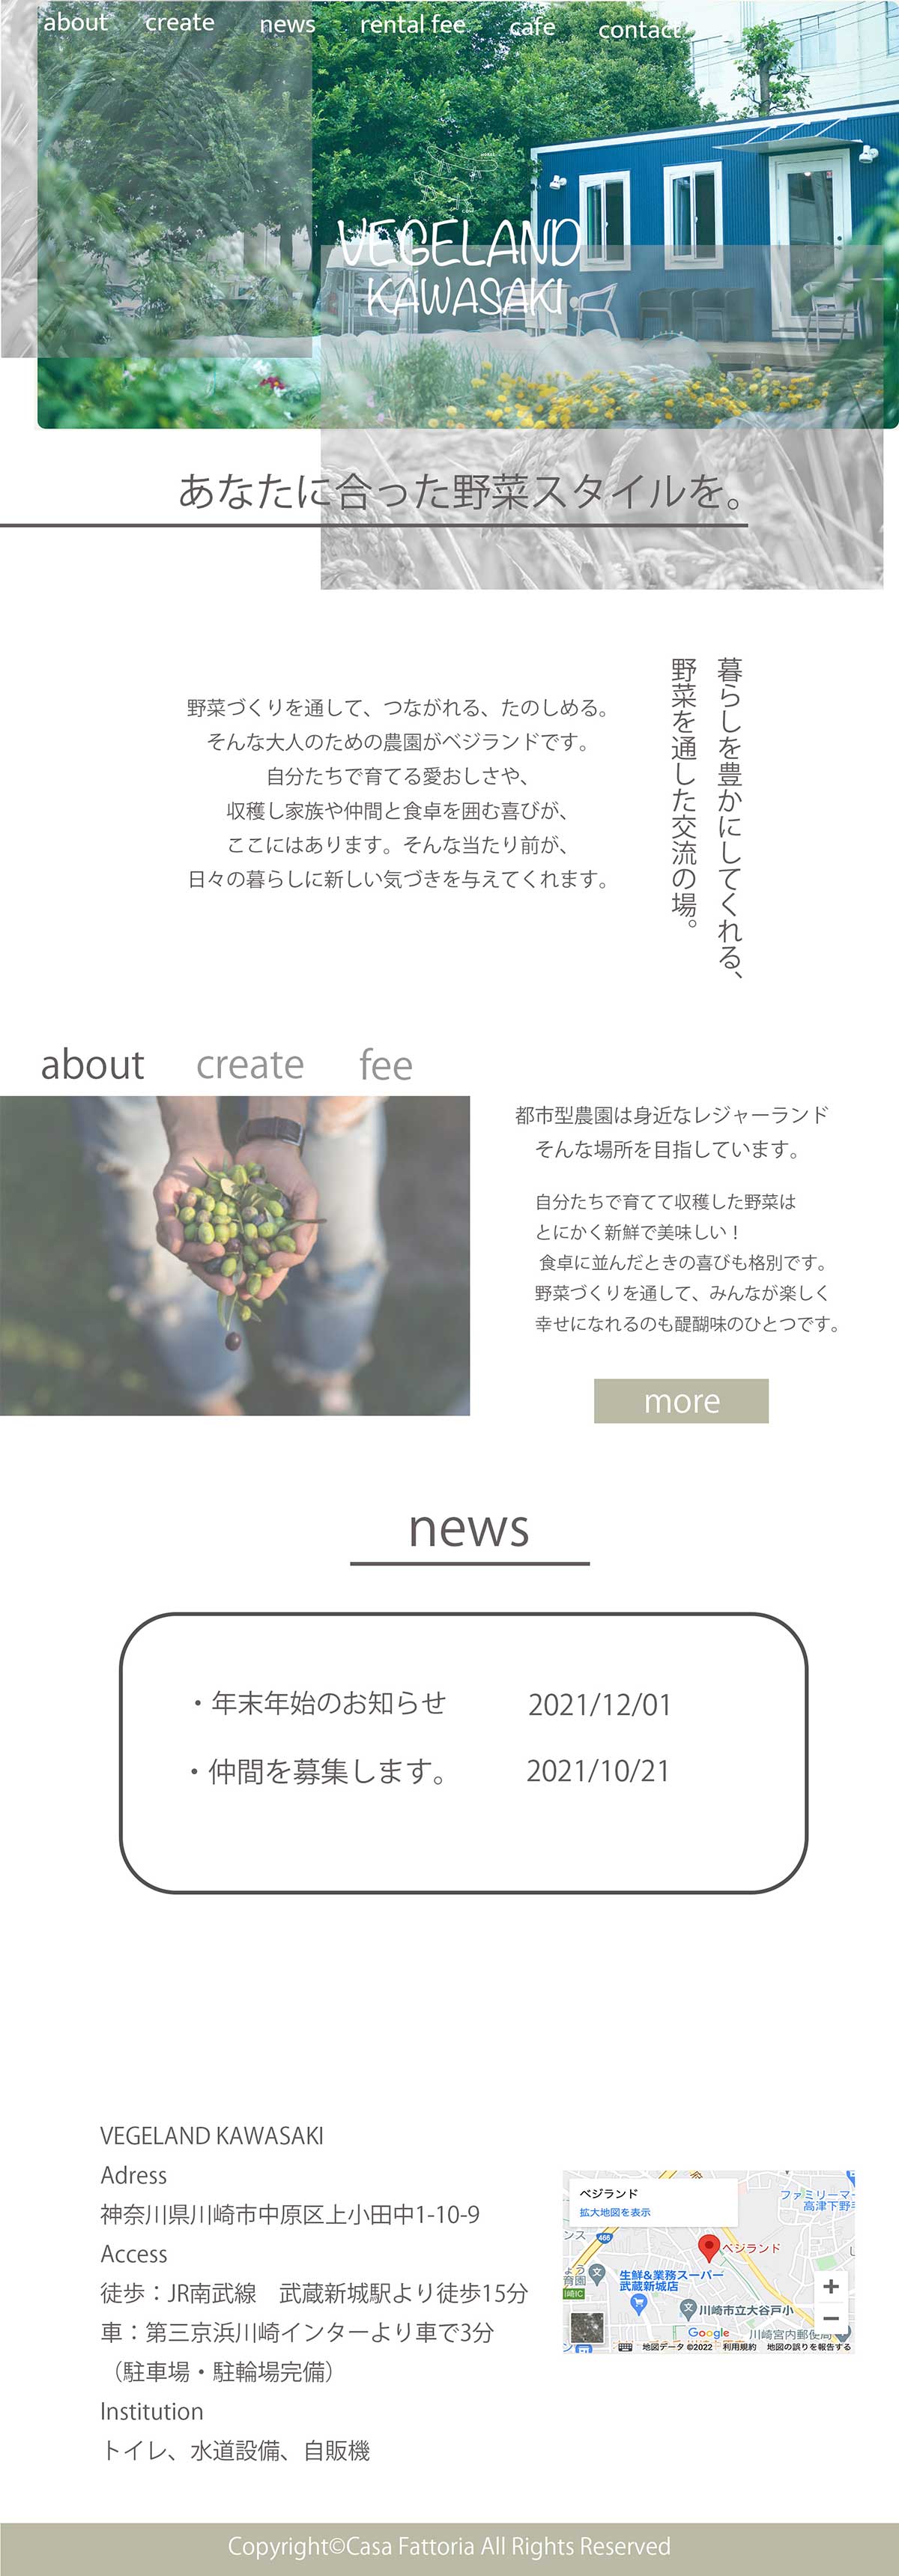 about create news rental fee cafe contact
VEGELAND
KAWASAKI
あなたに合った野菜スタイルを。
暮らしを豊かにしてくれる、
野菜を通した交流の場。
野菜づくりを通して、つながれる、たのしめる。
そんな大人のための農園がベジランドです。
自分たちで育てる愛おしさや、
収穫し家族や仲間と食卓を囲む喜びが、
ここにはあります。そんな当たり前が、
日々の暮らしに新しい気づきを与えてくれます。
about create fee
都市型農園は身近なレジャーランド
そんな場所を目指しています。
自分たちで育てて収穫した野菜は
とにかく新鮮で美味しい！
食卓に並んだときの喜びも格別です。
野菜づくりを通して、みんなが楽しく
幸せになれるのも醍醐味のひとつです。
more
news
・年末年始のお知らせ 2021/12/01
・仲間を募集します。 2021/10/21
VEGELAND KAWASAKI
Adress
神奈川県川崎市中原区上小田中1-10-9
Access
徒歩：JR南武線　武蔵新城駅より徒歩15分
車：第三京浜川崎インターより車で3分
（駐車場・駐輪場完備）
Institution
トイレ、水道設備、自販機
ベジランド
拡大地図を表示
ファミリーマー
高津下野毛
ンス
466
ベジランド
育園
生鮮&業務スーパー
武蔵新城店
川崎市立大谷戸小
Google
川崎宮内郵便局
地図データ ©2022 利用規約 地図の誤りを報告する
Copyright©Casa Fattoria All Rights Reserved